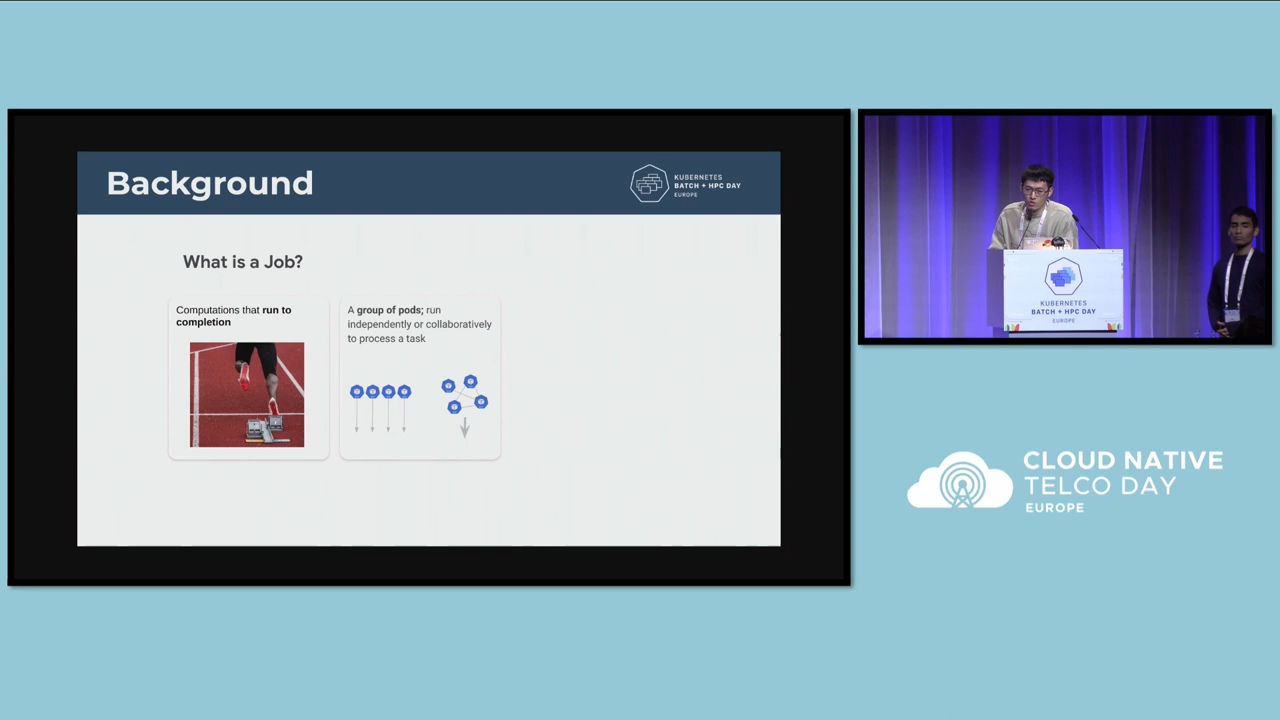 Background
KUBERNETES
BATCH + HPC DAY
EUROPE
What is a Job?
Computations that run to
completion
A group of pods; run
independently or collaboratively
to process a task
KUBERNETES
BATCH + HPC DAY
EUROPE
CLOUD NATIVE
TELCO DAY
EUROPE